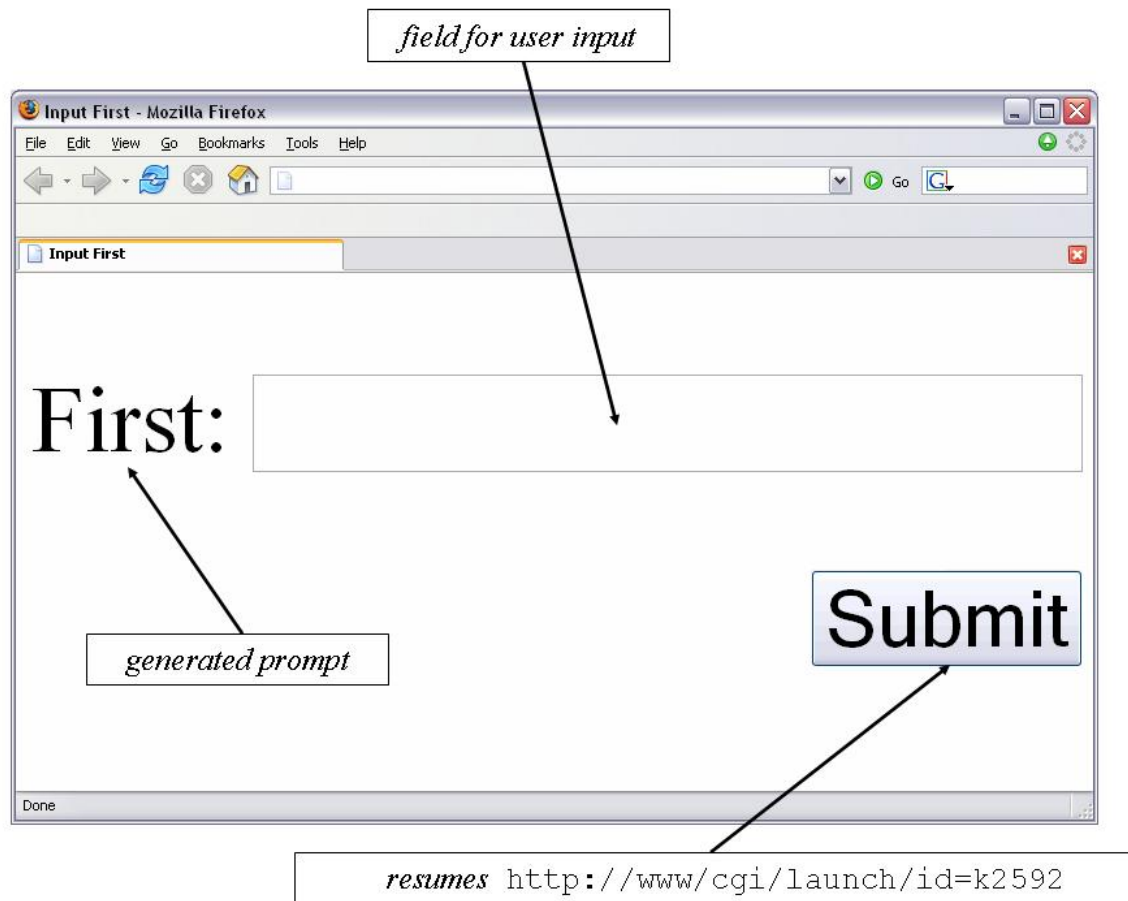 field for user input
Input First - Mozilla Firefox
File Edit View Go Bookmarks Tools Help
Go G
Input First
First:
Submit
generated prompt
Done
resumes http://www/cgi/launch/id=k2592